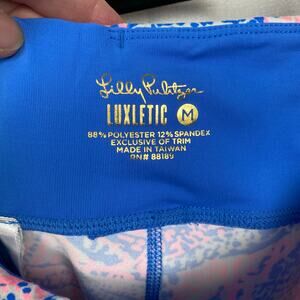 Lilly Pulitzer
LUXLETIC M
88% POLYESTER 12% SPANDEX
EXCLUSIVE OF TRIM
MADE IN TAIWAN
RN# 88189